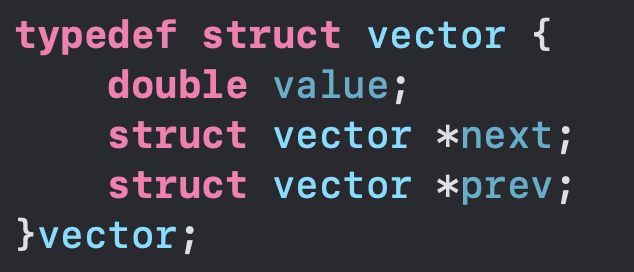 typedef struct vector {
    double value;
    struct vector *next;
    struct vector *prev;
}vector;